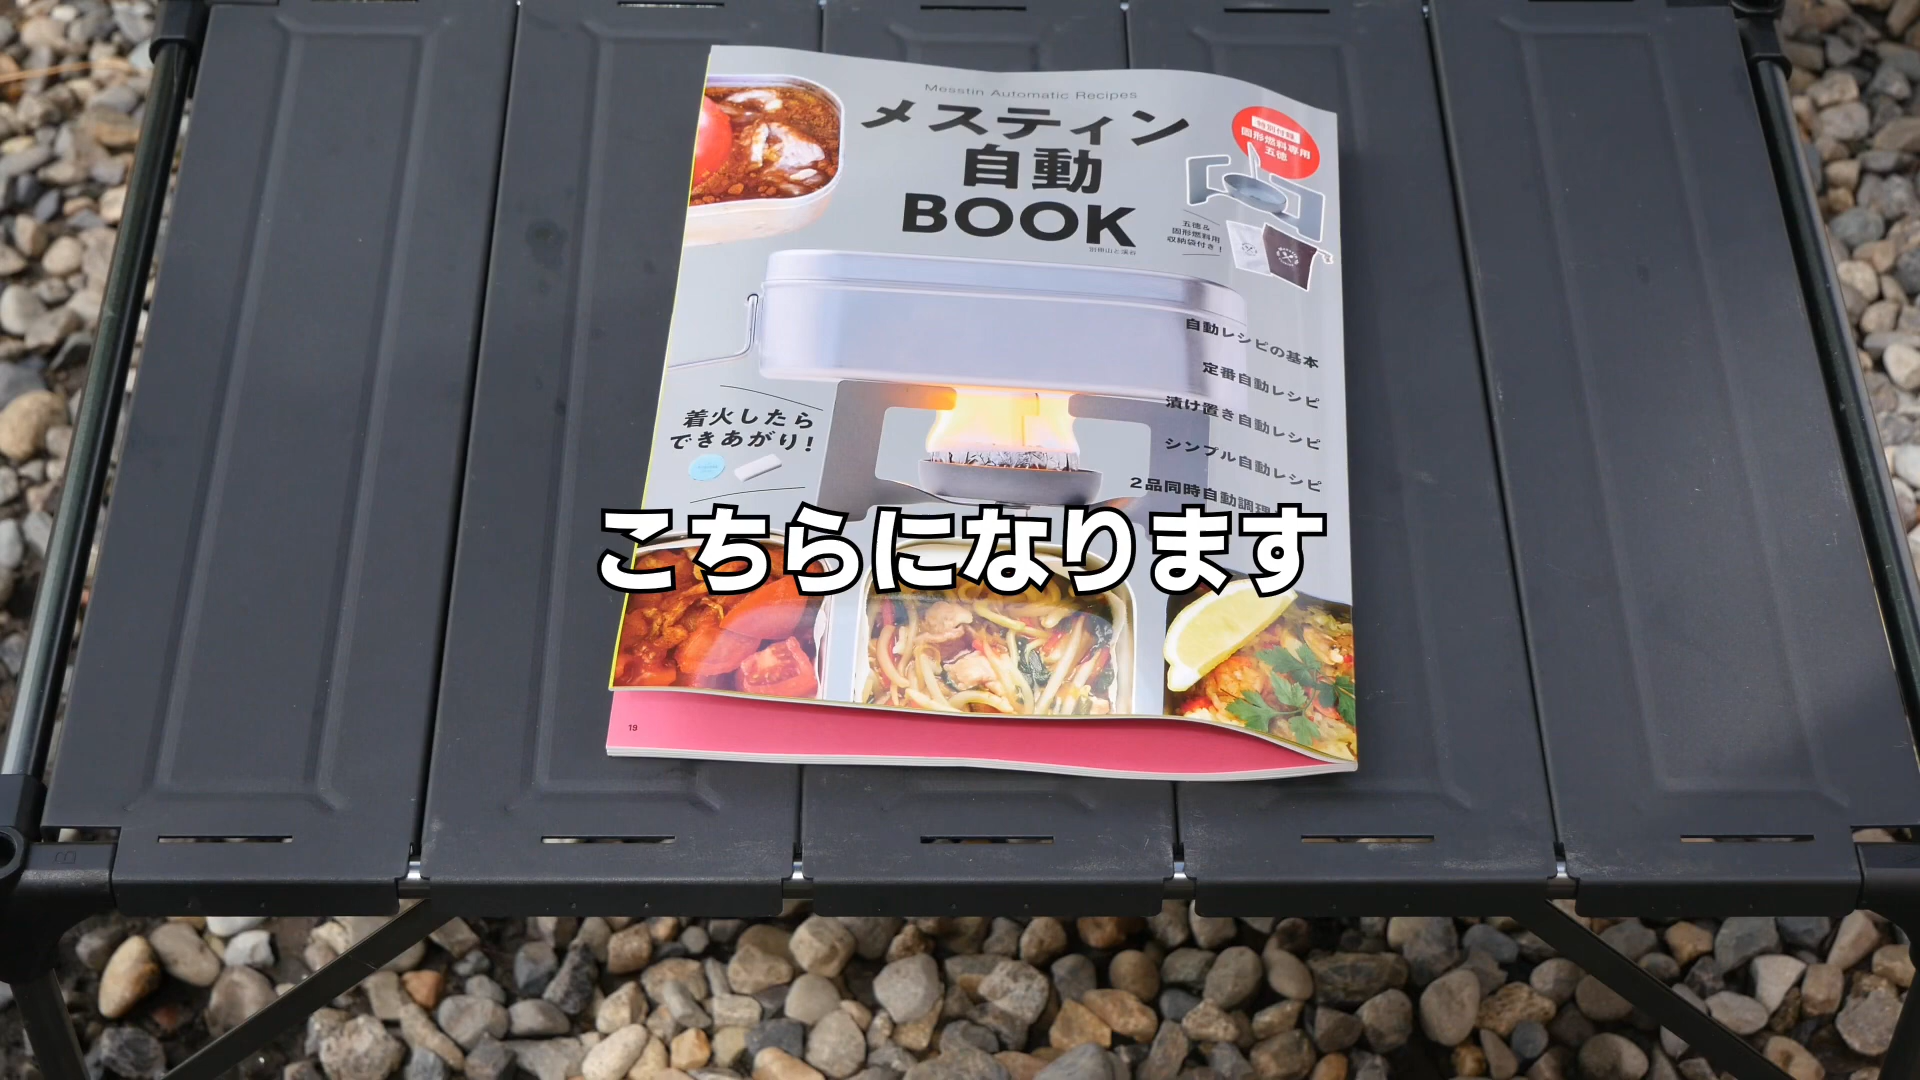 Messtin Automatic Recipes
メスティン
自動
BOOK
特別付録
固形燃料専用
五徳
五徳&
固形燃料用
収納袋付き!
自動レシピの基本
定番自動レシピ
漬け置き自動レシピ
シンプル自動レシピ
2品同時自動調理
着火したら
できあがり!
こちらになります
19